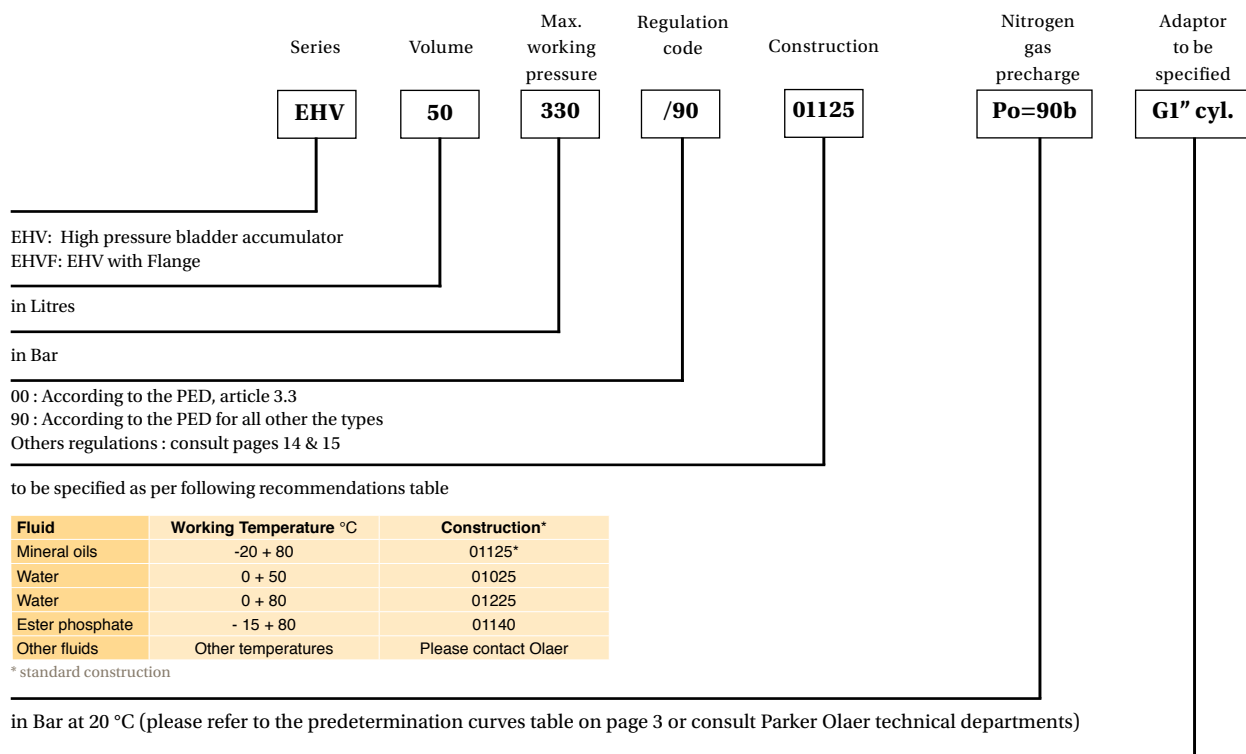 Series
Volume
Max.
working
pressure
Regulation
code
Construction
Nitrogen
gas
precharge
Adaptor
to be
specified
EHV
50
330
/90
01125
Po=90b
G1" cyl.
EHV: High pressure bladder accumulator
EHVF: EHV with Flange
in Litres
in Bar
00 : According to the PED, article 3.3
90 : According to the PED for all other the types
Others regulations : consult pages 14 & 15
to be specified as per following recommendations table
Fluid Working Temperature °C Construction*
Mineral oils -20 + 80 01125*
Water 0 + 50 01025
Water 0 + 80 01225
Ester phosphate - 15 + 80 01140
Other fluids Other temperatures Please contact Olaer
* standard construction
in Bar at 20 °C (please refer to the predetermination curves table on page 3 or consult Parker Olaer technical departments)